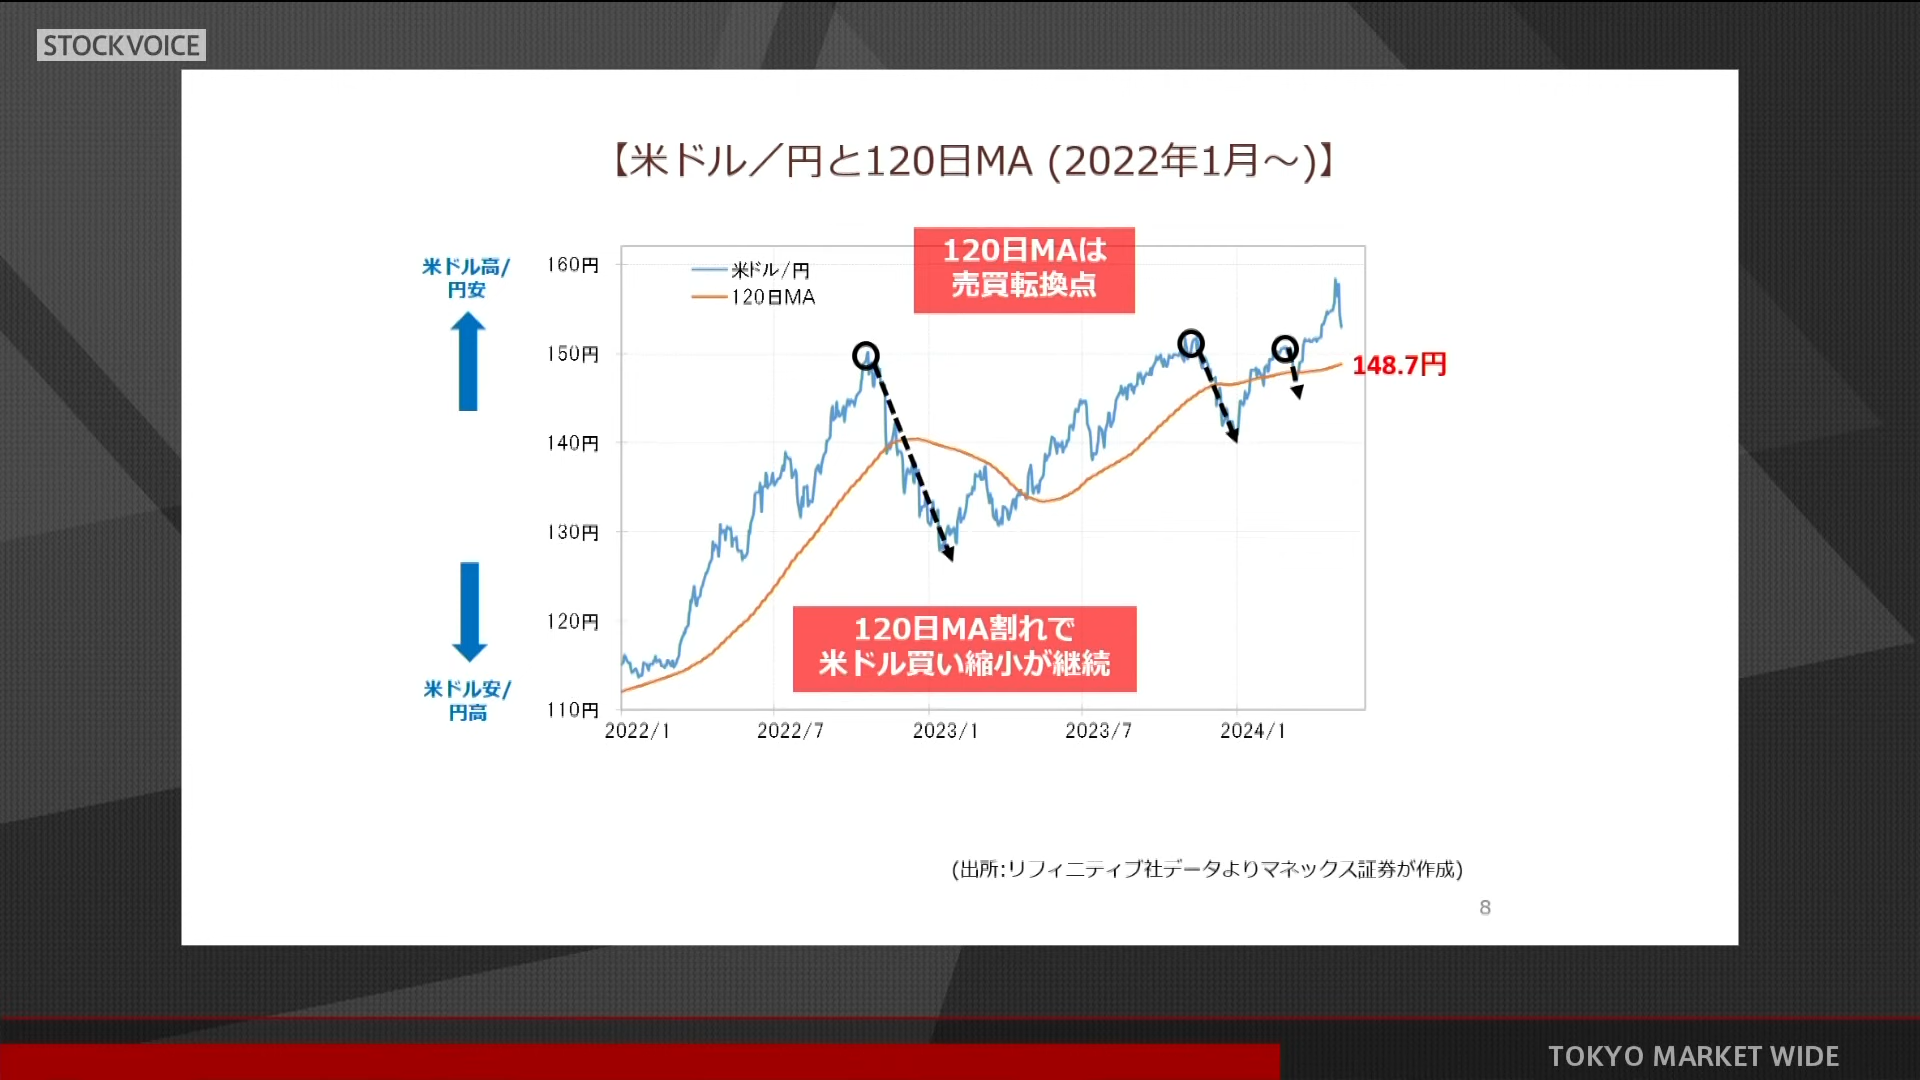 STOCKVOICE
【米ドル／円と120日MA (2022年1月～)】
米ドル高/
円安
米ドル安/
円高
160円
150円
140円
130円
120円
110円
米ドル/円
120日MA
120日MAは
売買転換点
148.7円
120日MA割れで
米ドル買い縮小が継続
2022/1
2022/7
2023/1
2023/7
2024/1
(出所:リフィニティブ社データよりマネックス証券が作成)
8
TOKYO MARKET WIDE